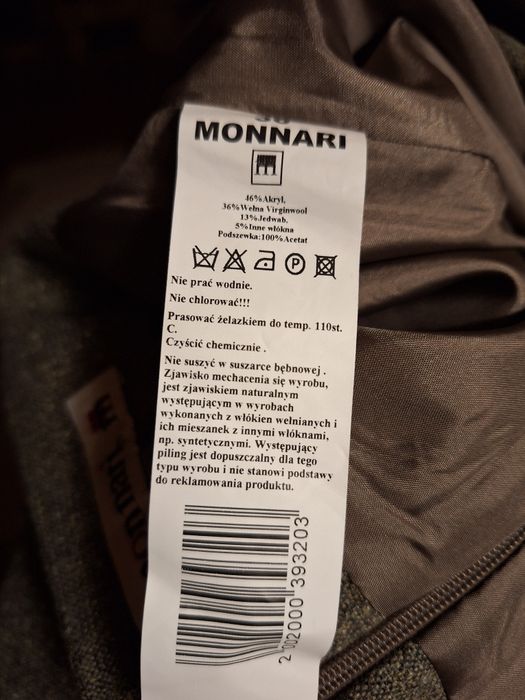 MONNARI
46%Akryl.
36%Wełna Virginwool
13%Jedwab.
5%Inne włókna
Podszewka:100%Acetat
P
Nie prać wodnie.
Nie chlorować!!!
Prasować żelazkiem do temp. 110st.
C.
Czyścić chemicznie .
Nie suszyć w suszarce bębnowej .
Zjawisko mechacenia się wyrobu,
jest zjawiskiem naturalnym
występującym w wyrobach
wykonanych z włókien wełnianych i
ich mieszanek z innymi włóknami,
np. syntetycznymi. Występujący
piling jest dopuszczalny dla tego
typu wyrobu i nie stanowi podstawy
do reklamowania produktu.
2 002000 393203